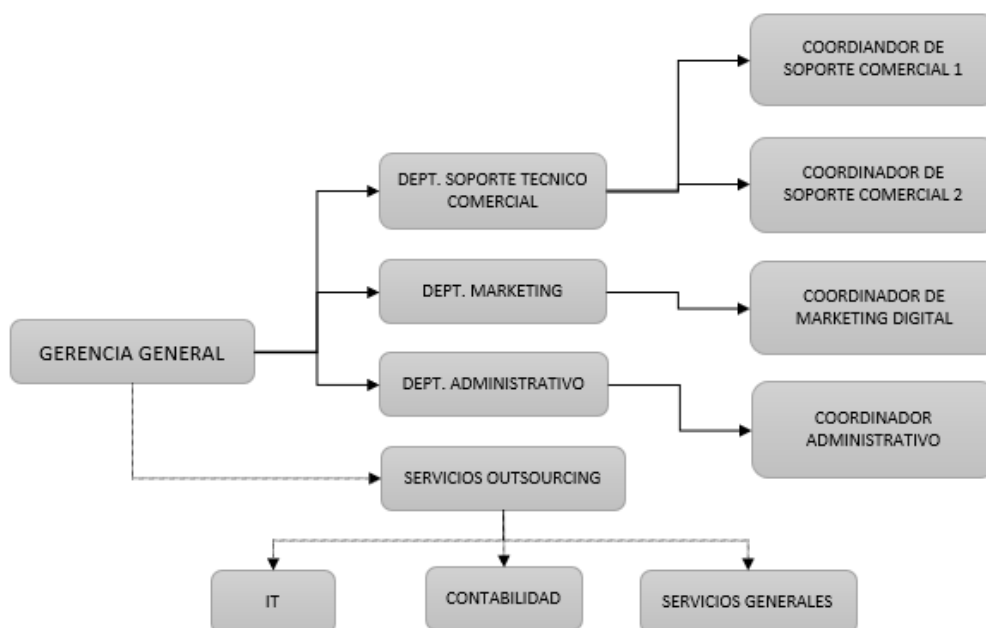 COORDIANDOR DE
SOPORTE COMERCIAL 1
DEPT. SOPORTE TECNICO
COMERCIAL
COORDINADOR DE
SOPORTE COMERCIAL 2
DEPT. MARKETING
COORDINADOR DE
MARKETING DIGITAL
GERENCIA GENERAL
DEPT. ADMINISTRATIVO
COORDINADOR
ADMINISTRATIVO
SERVICIOS OUTSOURCING
IT
CONTABILIDAD
SERVICIOS GENERALES